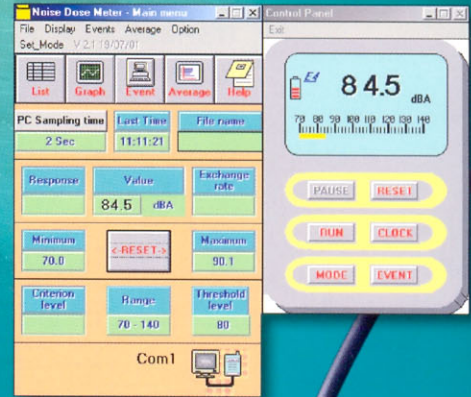 Noise Dose Meter - Main menu
File Display Events Average Option
Set_Mode V 2.1 18/07/01
List Graph Event Average Help
PC Sampling time Last Time File name
2 Sec 11:11:21
Response Value Exchange rate
84.5 dBA
Minimum <-RESET-> Maximum
70.0 90.1
Criterion level Range Threshold level
70 - 140 80
Com1
Control Panel
Exit
84.5 dBA
70 80 90 100 110 120 130 140
PAUSE RESET
RUN CLOCK
MODE EVENT